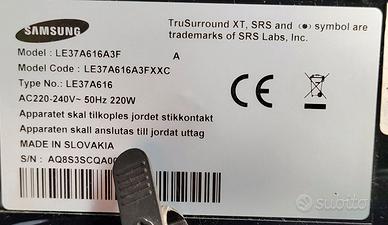 SAMSUNG
TruSurround XT, SRS and (●) symbol are
trademarks of SRS Labs, Inc.
Model : LE37A616A3F A
Model Code : LE37A616A3FXXC
Type No.: LE37A616
AC220-240V~ 50Hz 220W
Apparatet skal tilkoples jordet stikkontakt
Apparaten skall anslutas till jordat uttag
MADE IN SLOVAKIA
S/N : AQ8S3SCQA00
CE
subito